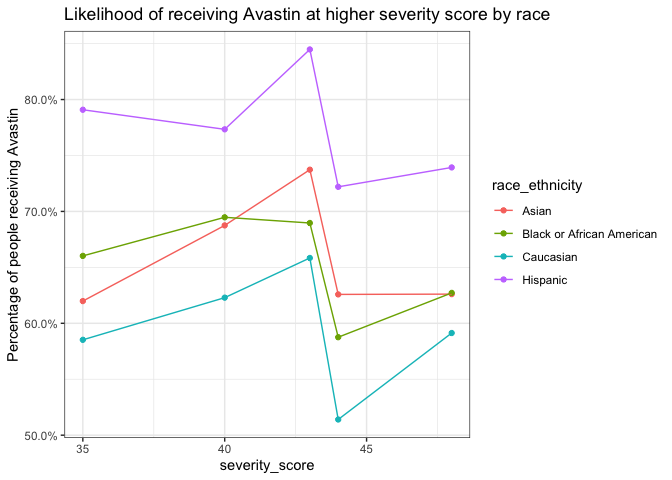 Likelihood of receiving Avastin at higher severity score by race
Percentage of people receiving Avastin
80.0%
70.0%
60.0%
50.0%
35
40
45
severity_score
race_ethnicity
Asian
Black or African American
Caucasian
Hispanic